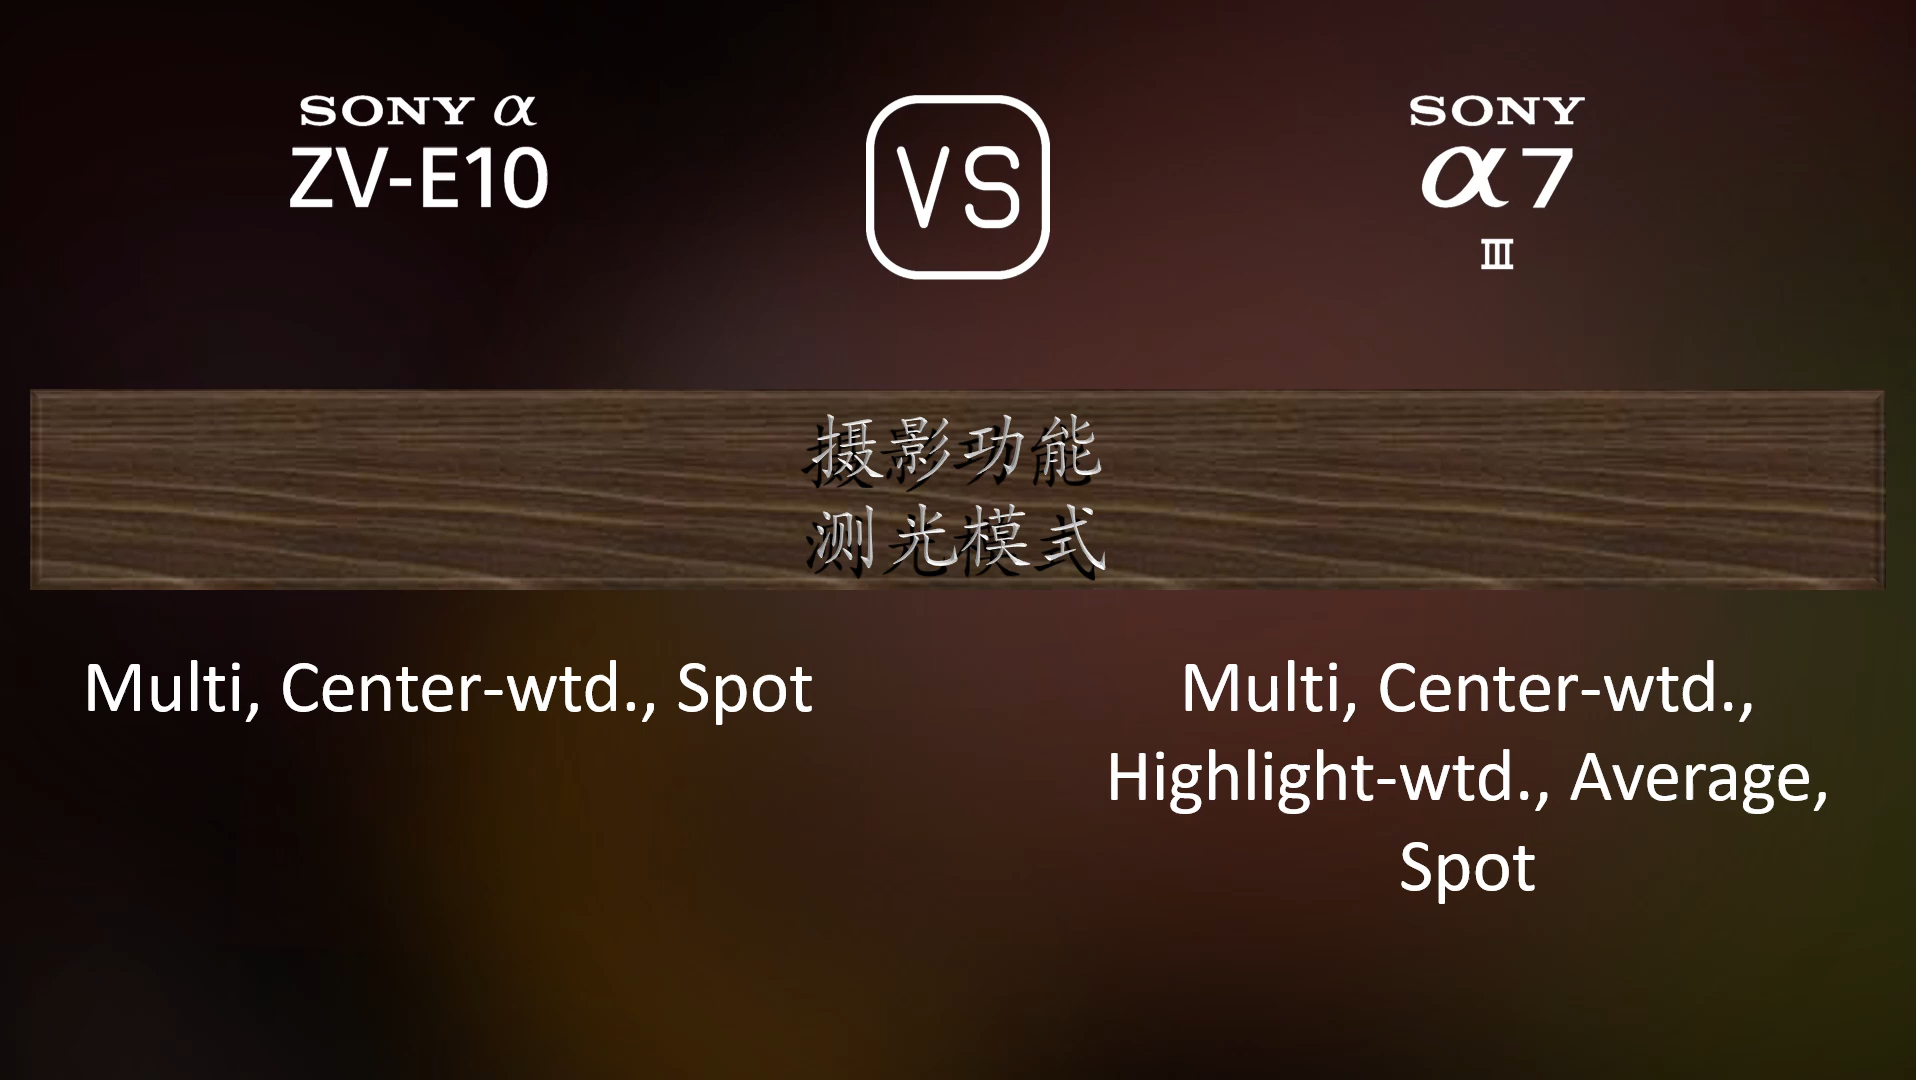 SONY α
ZV-E10
VS
SONY
α7
III
摄影功能
测光模式
Multi, Center-wtd., Spot
Multi, Center-wtd.,
Highlight-wtd., Average,
Spot